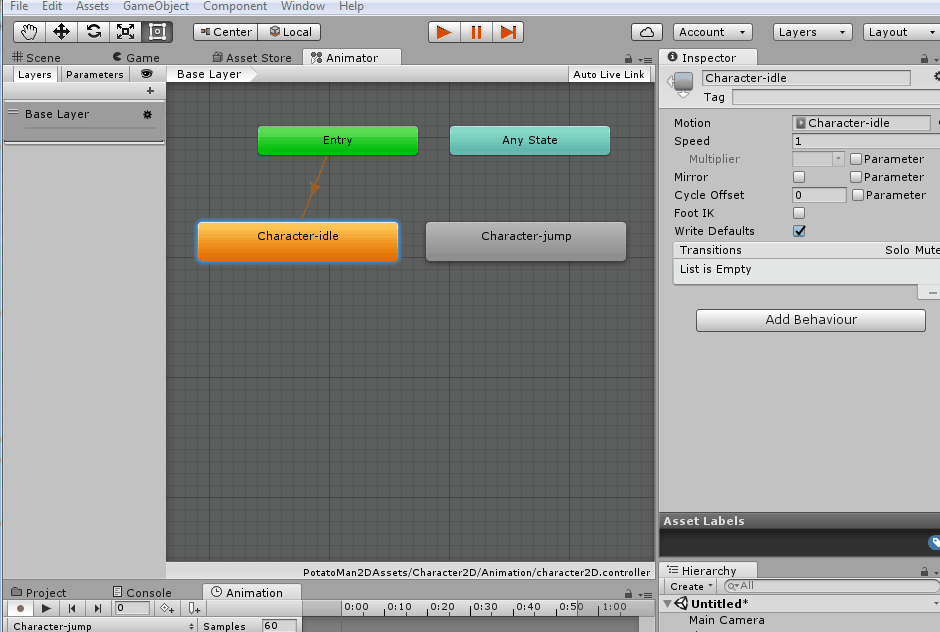 File Edit Assets GameObject Component Window Help
Center Local Account Layers Layout
Scene Game Asset Store Animator Inspector
Layers Parameters Base Layer Auto Live Link Character-idle
+ Tag
Base Layer
Motion Character-idle
Entry Any State Speed 1
Multiplier Parameter
Mirror Parameter
Cycle Offset 0 Parameter
Foot IK
Character-idle Character-jump Write Defaults
Transitions Solo Mute
List is Empty
Add Behaviour
Asset Labels
PotatoMan2DAssets/Character2D/Animation/character2D.controller Hierarchy
Project Console Animation Create All
0 0:00 0:10 0:20 0:30 0:40 0:50 1:00 Untitled*
Character-jump Samples 60 Main Camera